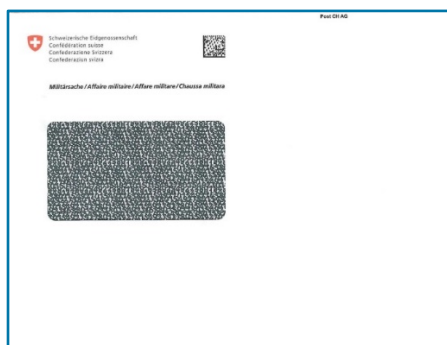 Post CH AG
Schweizerische Eidgenossenschaft
Confédération suisse
Confederazione Svizzera
Confederaziun svizra
Militärsache / Affaire militaire / Affare militare / Chaussa militara